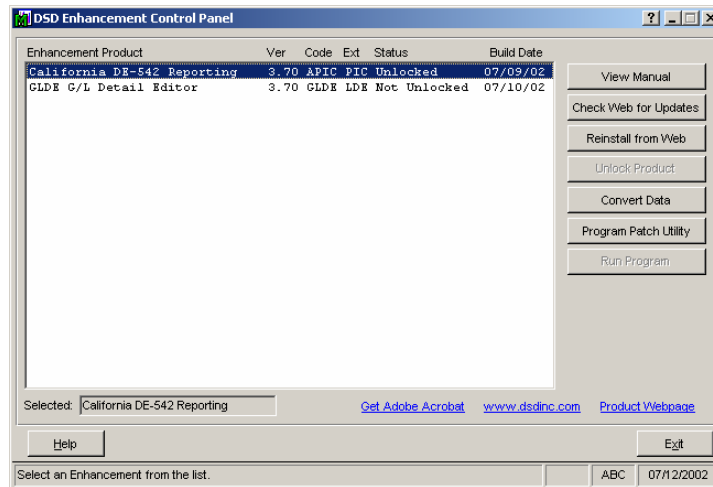 DSD Enhancement Control Panel
Enhancement Product Ver Code Ext Status Build Date
California DE-542 Reporting 3.70 APIC PIC Unlocked 07/09/02
GLDE G/L Detail Editor 3.70 GLDE LDE Not Unlocked 07/10/02
View Manual
Check Web for Updates
Reinstall from Web
Unlock Product
Convert Data
Program Patch Utility
Run Program
Selected: California DE-542 Reporting Get Adobe Acrobat www.dsdinc.com Product Webpage
Help Exit
Select an Enhancement from the list. ABC 07/12/2002